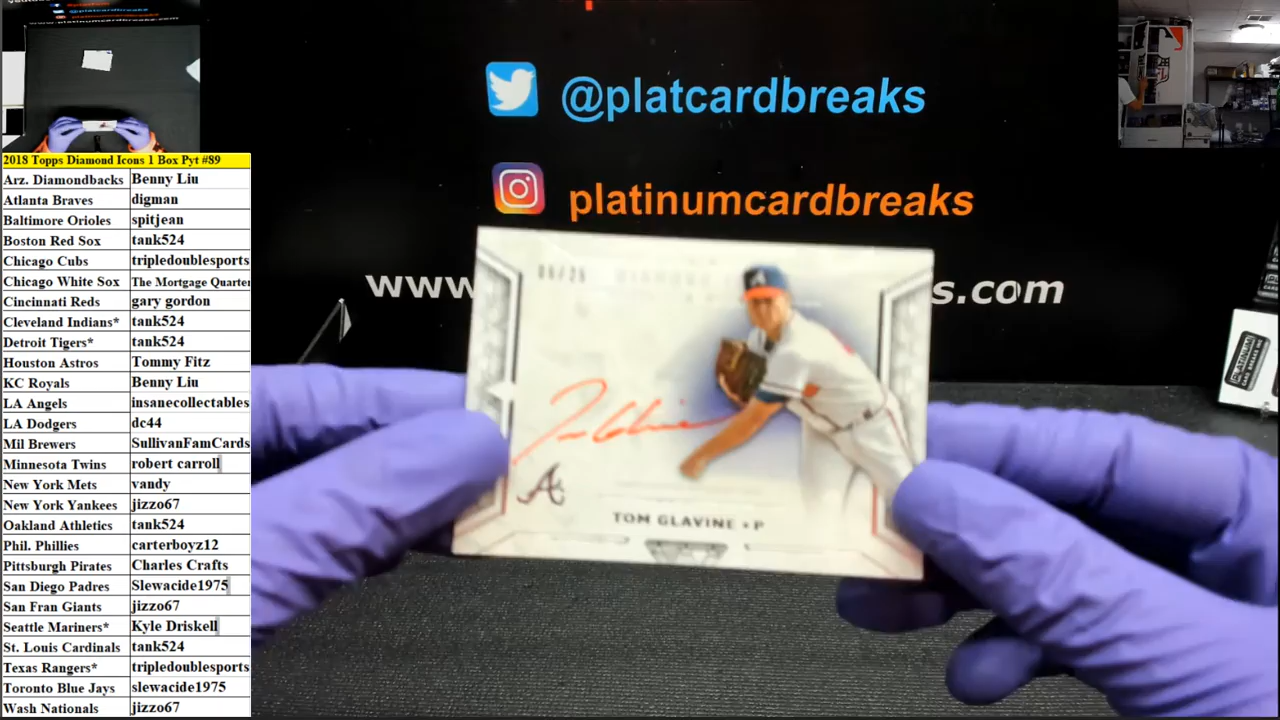 @platcardbreaks
platinumcardbreaks
www
s.com
2018 Topps Diamond Icons 1 Box Pyt #89
Arz. Diamondbacks Benny Liu
Atlanta Braves digman
Baltimore Orioles spitjean
Boston Red Sox tank524
Chicago Cubs tripledoublesports
Chicago White Sox The Mortgage Quarter
Cincinnati Reds gary gordon
Cleveland Indians* tank524
Detroit Tigers* tank524
Houston Astros Tommy Fitz
KC Royals Benny Liu
LA Angels insanecollectables
LA Dodgers dc44
Mil Brewers SullivanFamCards
Minnesota Twins robert carroll
New York Mets vandy
New York Yankees jizzo67
Oakland Athletics tank524
Phil. Phillies carterboyz12
Pittsburgh Pirates Charles Crafts
San Diego Padres Slewacide1975
San Fran Giants jizzo67
Seattle Mariners* Kyle Driskell
St. Louis Cardinals tank524
Texas Rangers* tripledoublesports
Toronto Blue Jays slewacide1975
Wash Nationals jizzo67
A
TOM GLAVINE • P
PLATINUM